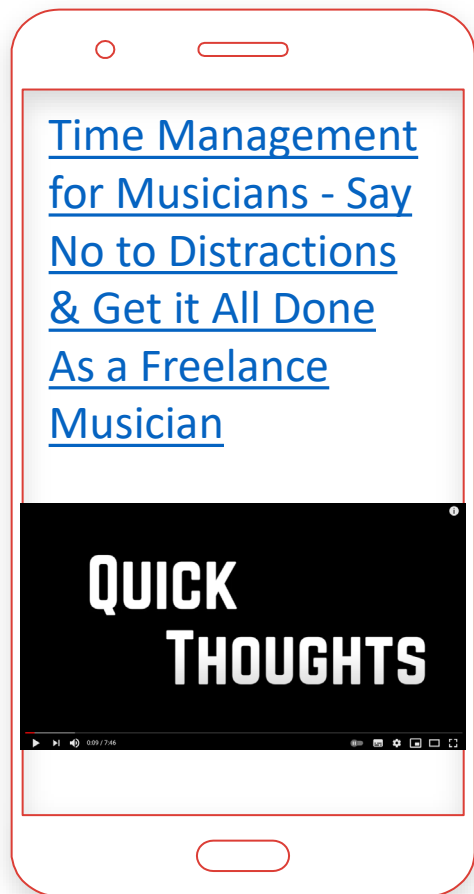 Time Management
for Musicians - Say
No to Distractions
& Get it All Done
As a Freelance
Musician
Quick
Thoughts
0:09 / 7:46